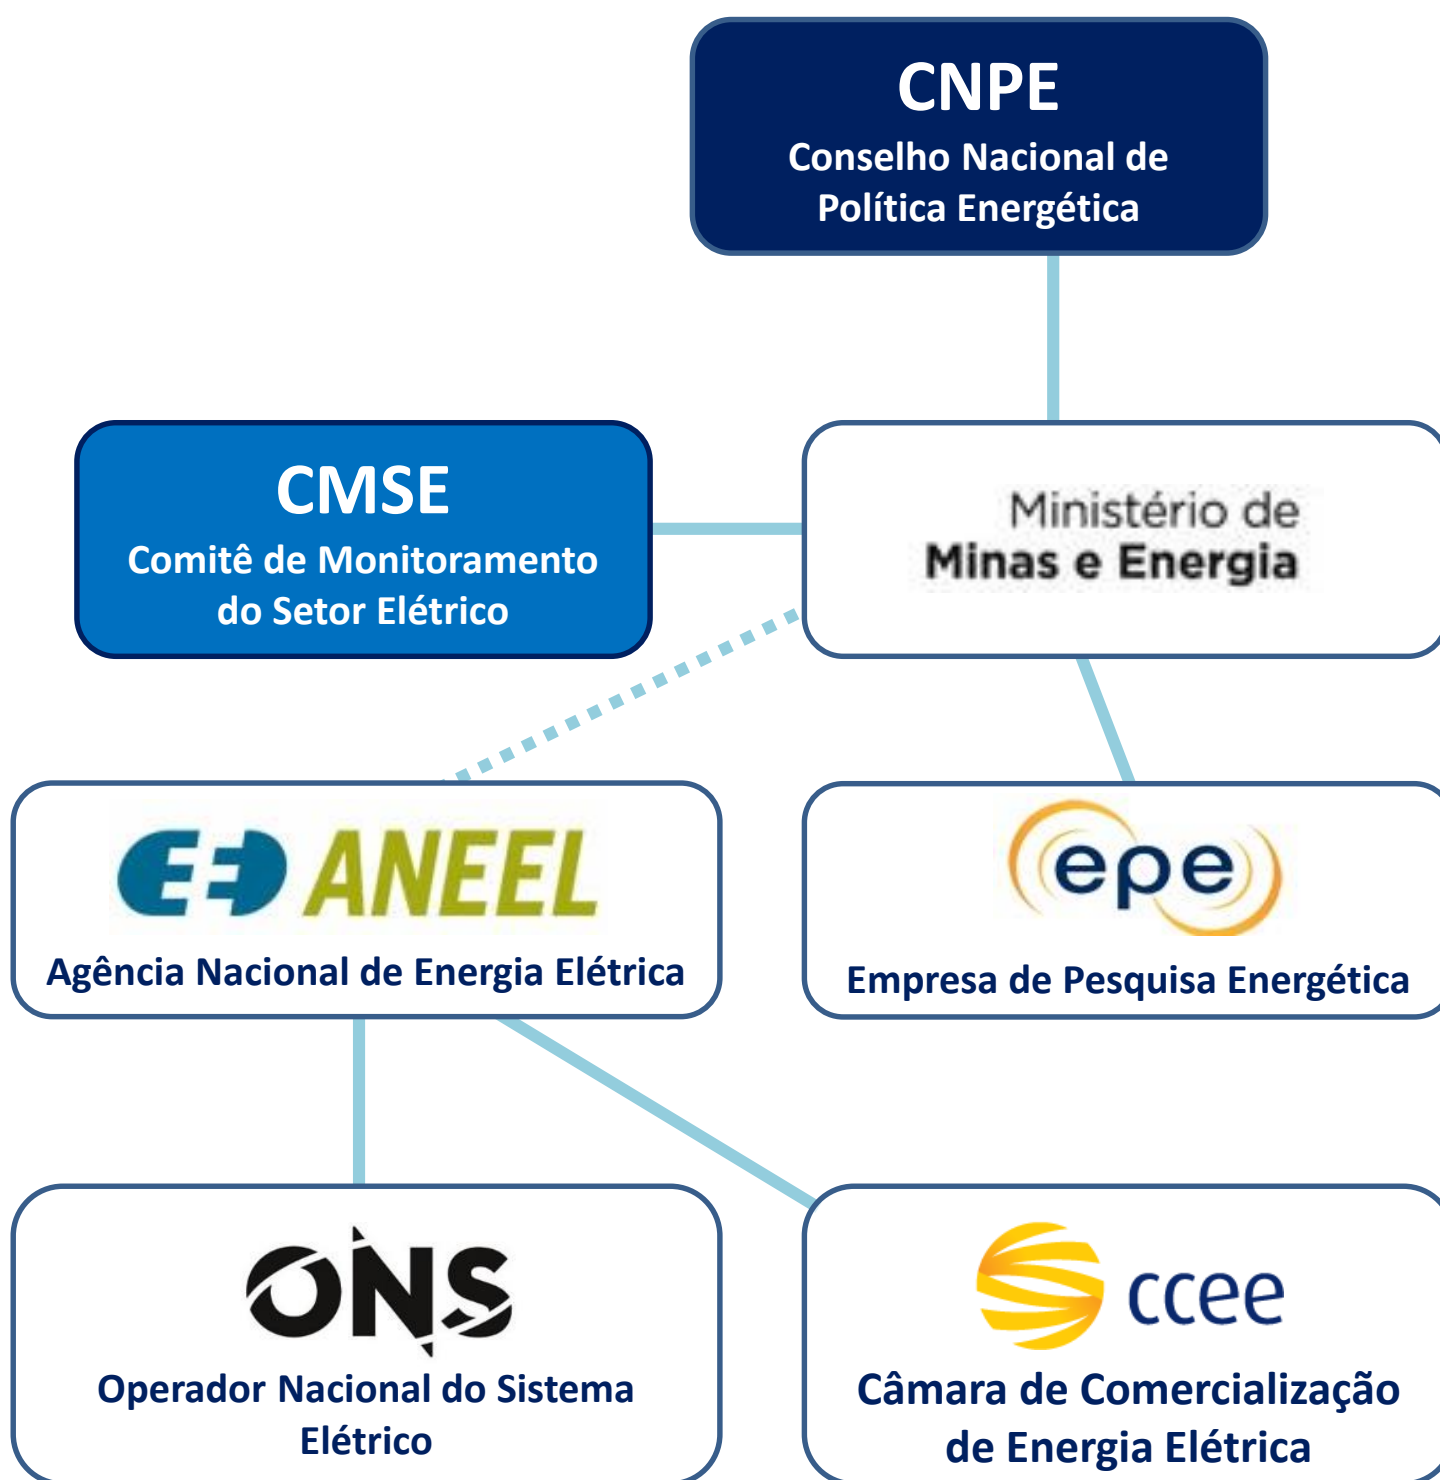 CNPE
Conselho Nacional de
Política Energética
CMSE
Comitê de Monitoramento
do Setor Elétrico
Ministério de
Minas e Energia
ANEEL
Agência Nacional de Energia Elétrica
epe
Empresa de Pesquisa Energética
ONS
Operador Nacional do Sistema
Elétrico
ccee
Câmara de Comercialização
de Energia Elétrica